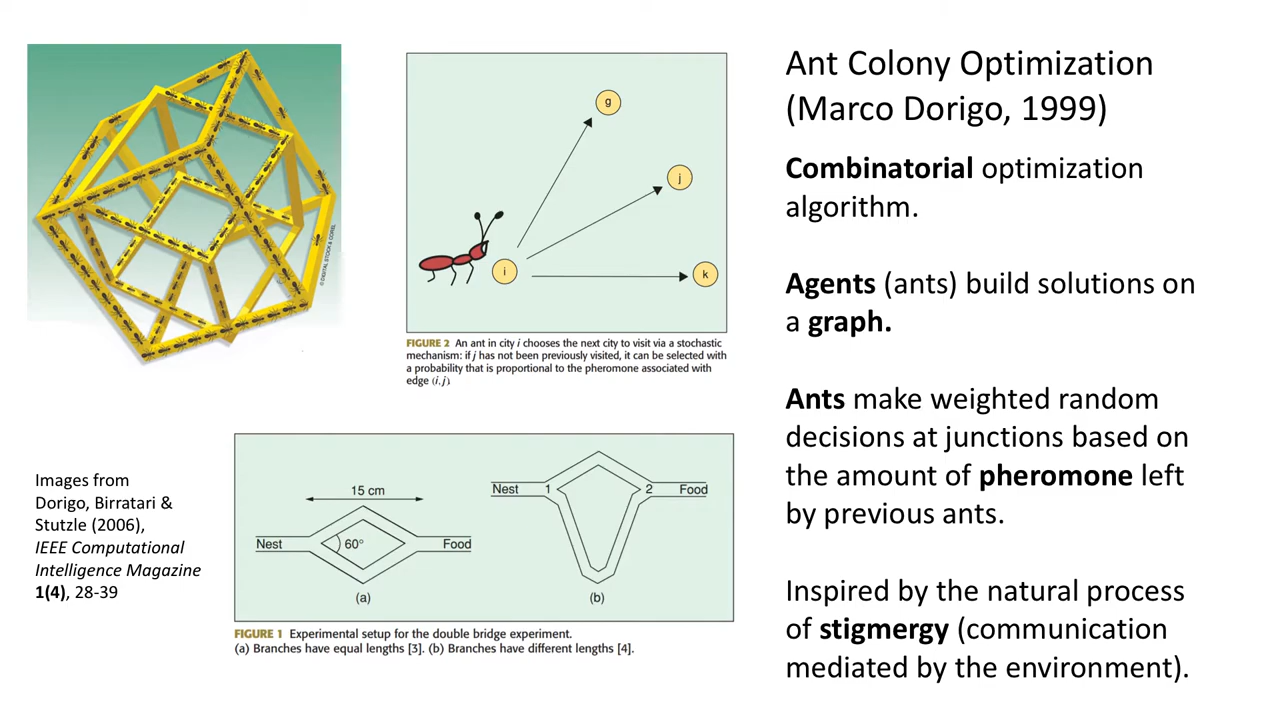 Ant Colony Optimization
(Marco Dorigo, 1999)
Combinatorial optimization
algorithm.
Agents (ants) build solutions on
a graph.
Ants make weighted random
decisions at junctions based on
the amount of pheromone left
by previous ants.
Inspired by the natural process
of stigmergy (communication
mediated by the environment).
© DIGITAL STOCK & COREL
g
j
i
k
FIGURE 2 An ant in city i chooses the next city to visit via a stochastic
mechanism: if j has not been previously visited, it can be selected with
a probability that is proportional to the pheromone associated with
edge (i, j)
Images from
Dorigo, Birratari &
Stutzle (2006),
IEEE Computational
Intelligence Magazine
1(4), 28-39
15 cm
Nest
60°
Food
(a)
Nest
1
2
Food
(b)
FIGURE 1 Experimental setup for the double bridge experiment.
(a) Branches have equal lengths [3]. (b) Branches have different lengths [4].